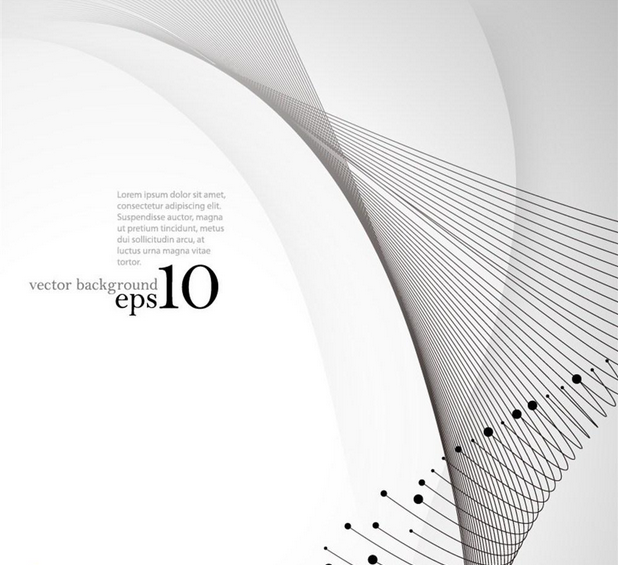 Lorem ipsum dolor sit amet,
consectetur adipiscing elit.
Suspendisse auctor, magna
ut pretium tincidunt, metus
dui sollicitudin arcu, at
luctus urna magna vitae
tortor.
vector background
eps10